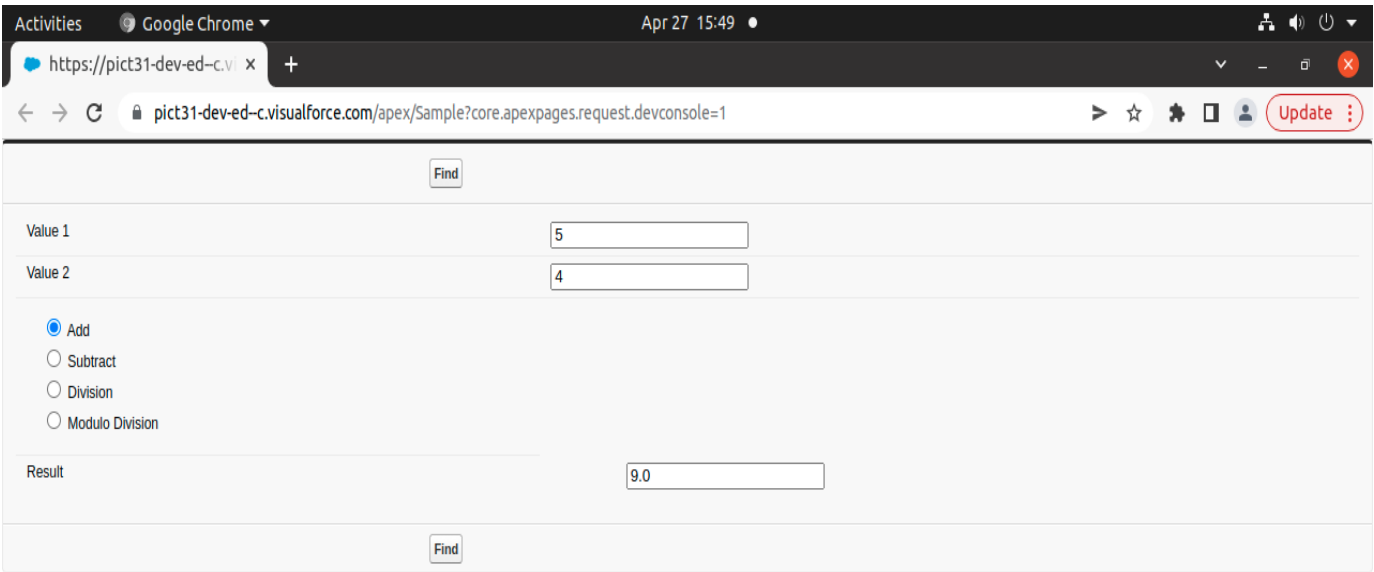 Activities Google Chrome ▾ Apr 27 15:49 ●
https://pict31-dev-ed--c.vi × +
pict31-dev-ed--c.visualforce.com/apex/Sample?core.apexpages.request.devconsole=1 Update
Find
Value 1 5
Value 2 4
Add
Subtract
Division
Modulo Division
Result 9.0
Find